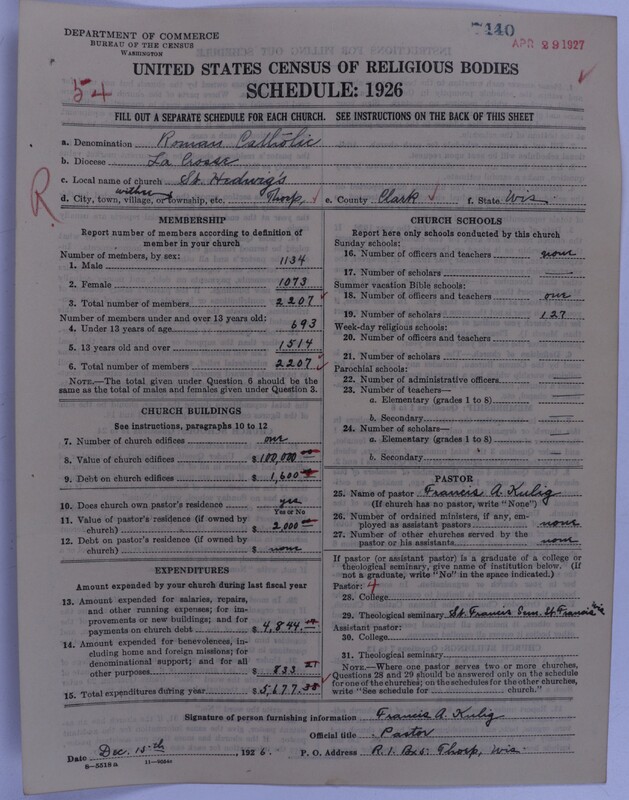 DEPARTMENT OF COMMERCE
BUREAU OF THE CENSUS
WASHINGTON
7140
APR 29 1927
UNITED STATES CENSUS OF RELIGIOUS BODIES
54
SCHEDULE: 1926
FILL OUT A SEPARATE SCHEDULE FOR EACH CHURCH. SEE INSTRUCTIONS ON THE BACK OF THIS SHEET
a. Denomination Roman Catholic
b. Diocese La Crosse
c. Local name of church St. Hedwig's
R
d. City, town, village, or township, etc. Thorp, e. County Clark f. State Wis
MEMBERSHIP
Report number of members according to definition of
member in your church
Number of members, by sex:
1. Male 1134
2. Female 1073
3. Total number of members 2207
Number of members under and over 13 years old:
4. Under 13 years of age 693
5. 13 years old and over 1514
6. Total number of members 2207
NOTE.—The total given under Question 6 should be
same as the total of males and females given under Question 3.
CHURCH BUILDINGS
See instructions, paragraphs 10 to 12
7. Number of church edifices one
8. Value of church edifices $100,000
9. Debt on church edifices $1,600
10. Does church own pastor's residence yes
Yes or No
11. Value of pastor's residence (if owned by
church) $2,000
12. Debt on pastor's residence (if owned by
church) $ none
EXPENDITURES
Amount expended by your church during last fiscal year
13. Amount expended for salaries, repairs,
and other running expenses; for im-
provements or new buildings; and for
payments on church debt $4,844.
14. Amount expended for benevolences, in-
cluding home and foreign missions; for
denominational support; and for all
other purposes $833
15. Total expenditures during year $5,677.38
CHURCH SCHOOLS
Report here only schools conducted by this church
Sunday schools:
16. Number of officers and teachers none
17. Number of scholars
Summer vacation Bible schools:
18. Number of officers and teachers one
19. Number of scholars 127
Week-day religious schools:
20. Number of officers and teachers
21. Number of scholars
Parochial schools:
22. Number of administrative officers
23. Number of teachers—
a. Elementary (grades 1 to 8)
b. Secondary
24. Number of scholars—
a. Elementary (grades 1 to 8)
b. Secondary
PASTOR
25. Name of pastor Francis A. Kulig
(If church has no pastor, write "None")
26. Number of ordained ministers, if any, em-
ployed as assistant pastors none
27. Number of other churches served by the
pastor or his assistants none
If pastor (or assistant pastor) is a graduate of a college or
theological seminary, give name of institution below. (If
not a graduate, write "No" in the space indicated.)
Pastor: 4
28. College
29. Theological seminary St. Francis Sem. St. Francis Wis
Assistant pastor:
30. College
31. Theological seminary
NOTE.—Where one pastor serves two or more churches,
Questions 28 and 29 should be answered only on the schedule
for one of the churches; on the schedules for the other churches,
write "See schedule for church."
Signature of person furnishing information Francis A. Kulig
Official title Pastor
Date Dec. 15th, 1926. P. O. Address R.1. Bx 5: Thorp, Wis.
8—5519 a